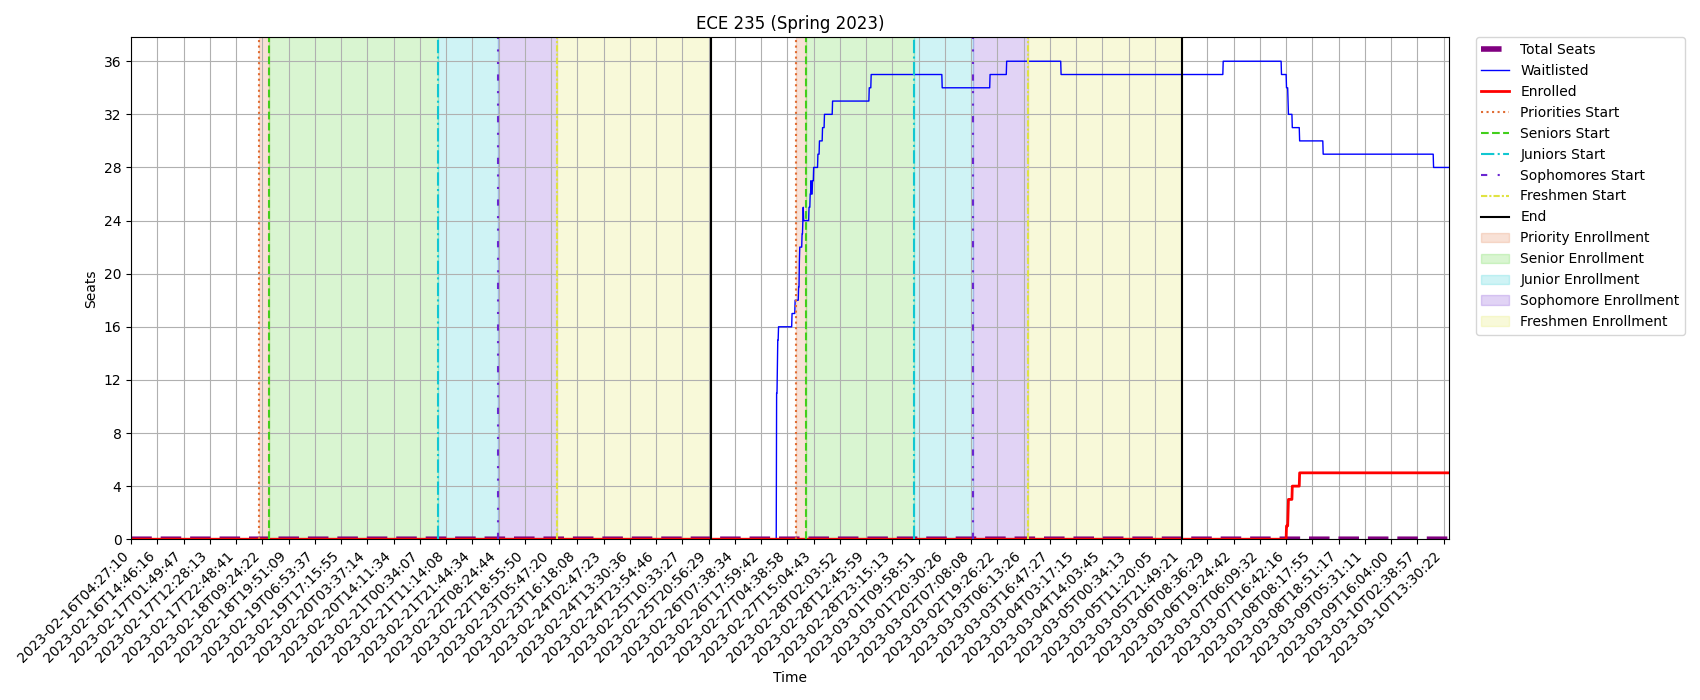 ECE 235 (Spring 2023)
Seats
36
32
28
24
20
16
12
8
4
0
2023-02-16T04:27:10
2023-02-16T14:46:16
2023-02-17T01:49:47
2023-02-17T12:28:13
2023-02-17T22:48:41
2023-02-18T09:24:22
2023-02-18T19:51:09
2023-02-19T06:53:37
2023-02-19T17:15:55
2023-02-20T03:37:14
2023-02-20T14:11:34
2023-02-21T00:34:07
2023-02-21T11:14:08
2023-02-21T21:44:34
2023-02-22T08:24:44
2023-02-22T18:55:50
2023-02-23T05:47:20
2023-02-23T16:18:08
2023-02-24T02:47:23
2023-02-24T13:30:36
2023-02-24T23:54:46
2023-02-25T10:33:27
2023-02-25T20:56:29
2023-02-26T07:38:34
2023-02-26T17:59:42
2023-02-27T04:38:58
2023-02-27T15:04:43
2023-02-28T02:03:52
2023-02-28T12:45:59
2023-02-28T23:15:13
2023-03-01T09:58:51
2023-03-01T20:30:26
2023-03-02T07:08:08
2023-03-02T19:26:22
2023-03-03T06:13:26
2023-03-03T16:47:27
2023-03-04T03:17:15
2023-03-04T14:03:45
2023-03-05T00:34:13
2023-03-05T11:20:05
2023-03-05T21:49:21
2023-03-06T08:36:29
2023-03-06T19:24:42
2023-03-07T06:09:32
2023-03-07T16:42:16
2023-03-08T08:17:55
2023-03-08T18:51:17
2023-03-09T05:31:11
2023-03-09T16:04:00
2023-03-10T02:38:57
2023-03-10T13:30:22
Time
Total Seats
Waitlisted
Enrolled
Priorities Start
Seniors Start
Juniors Start
Sophomores Start
Freshmen Start
End
Priority Enrollment
Senior Enrollment
Junior Enrollment
Sophomore Enrollment
Freshmen Enrollment